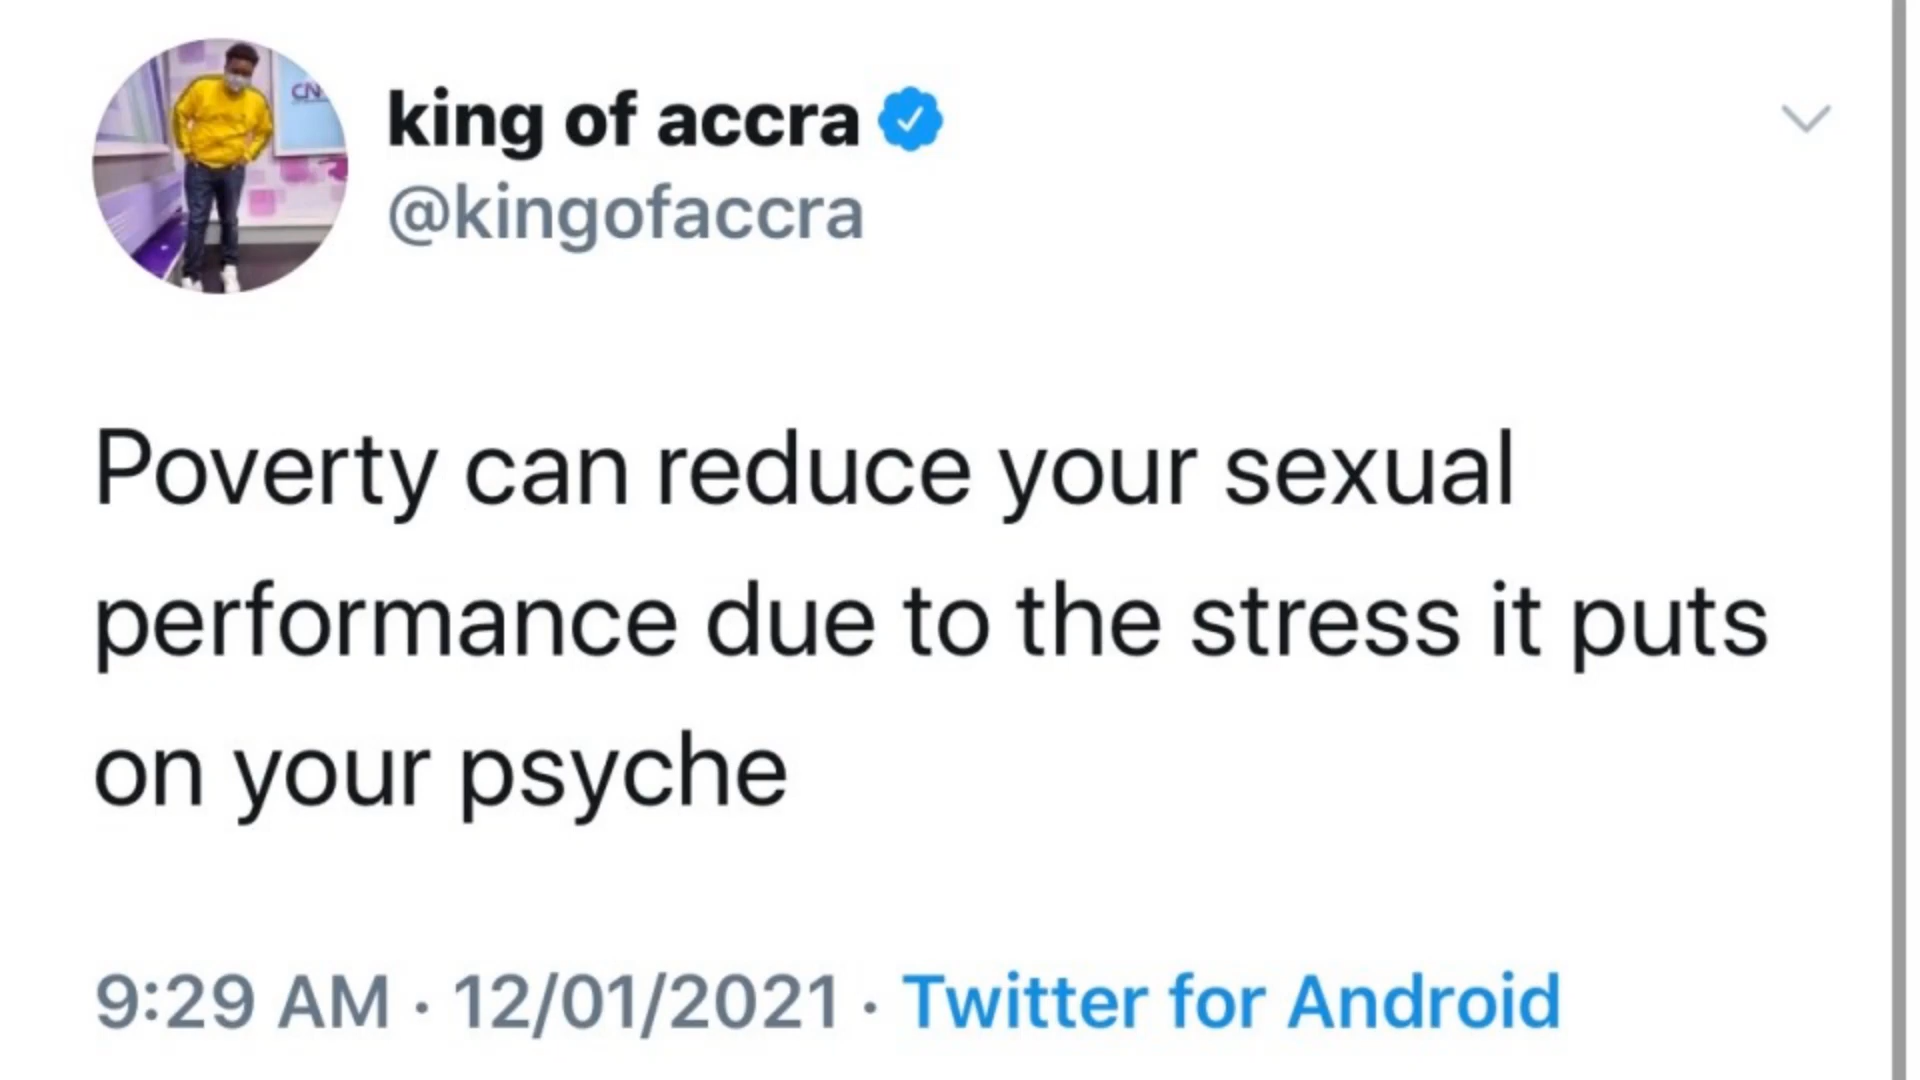 king of accra
@kingofaccra
Poverty can reduce your sexual
performance due to the stress it puts
on your psyche
9:29 AM · 12/01/2021 · Twitter for Android